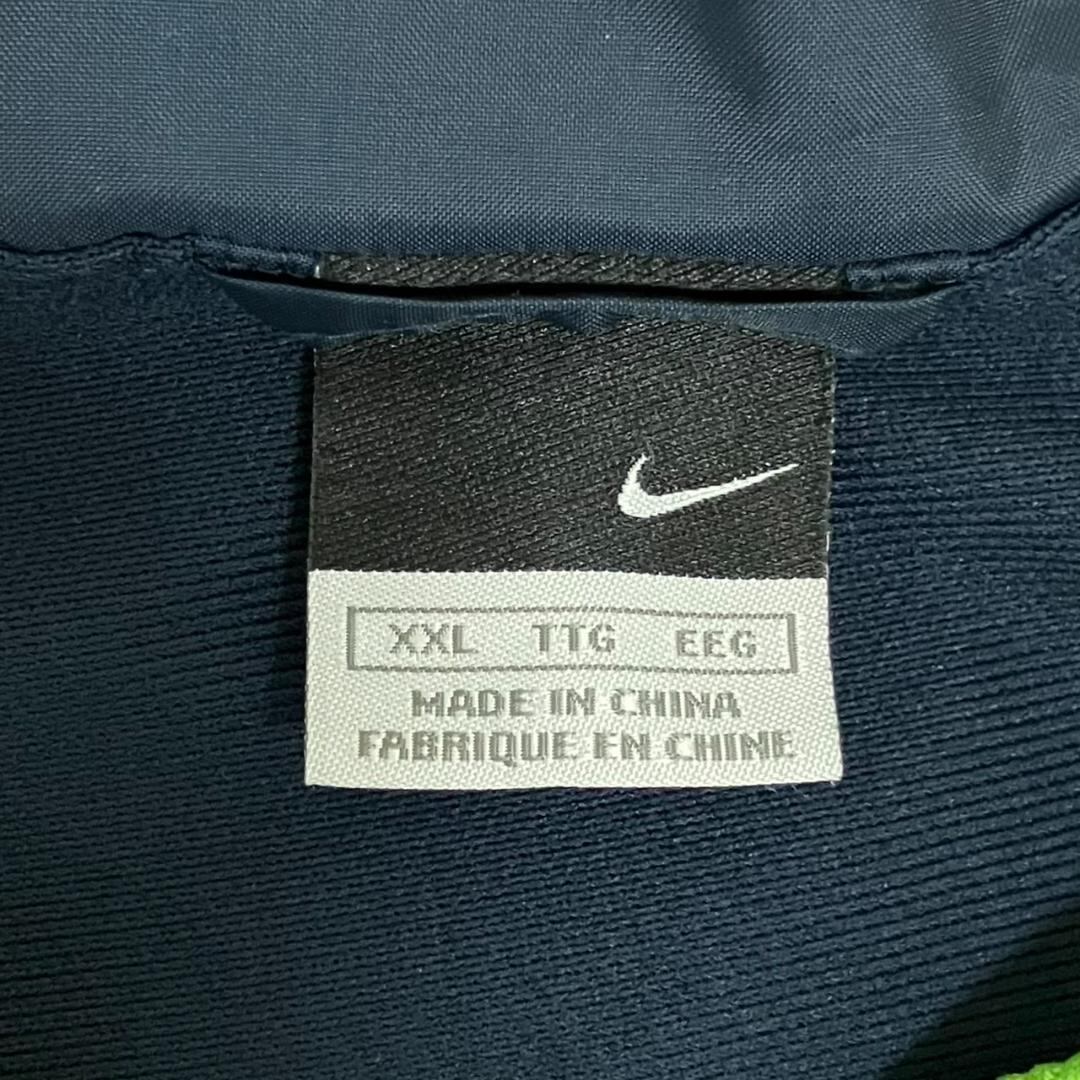 XXL TTG EEG
MADE IN CHINA
FABRIQUE EN CHINE